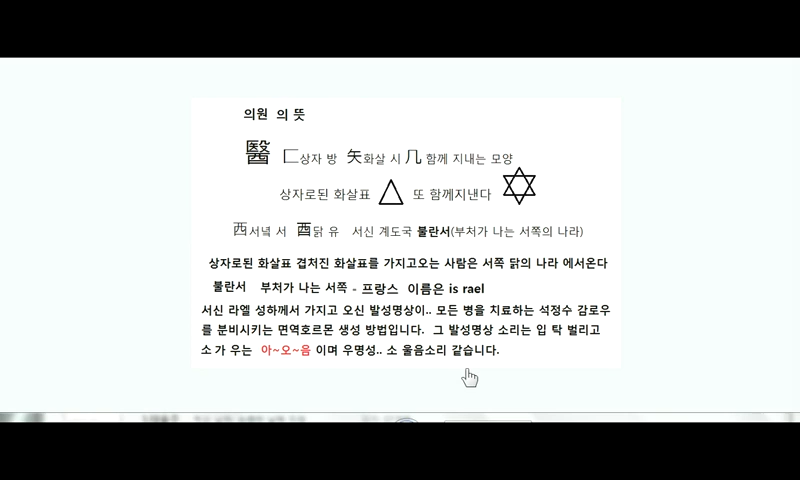 의원 의 뜻
醫 匚상자 방 矢화살 시 几 함께 지내는 모양
상자로된 화살표 또 함께지낸다
西서녘 서 酉닭 유 서신 계도국 불란서(부처가 나는 서쪽의 나라)
상자로된 화살표 겹처진 화살표를 가지고오는 사람은 서쪽 닭의 나라 에서온다
불란서 부처가 나는 서쪽 - 프랑스 이름은 is rael
서신 라엘 성하께서 가지고 오신 발성명상이.. 모든 병을 치료하는 석정수 감로우
를 분비시키는 면역호르몬 생성 방법입니다. 그 발성명상 소리는 입 탁 벌리고
소 가 우는 아~오~음 이며 우명성.. 소 울음소리 같습니다.